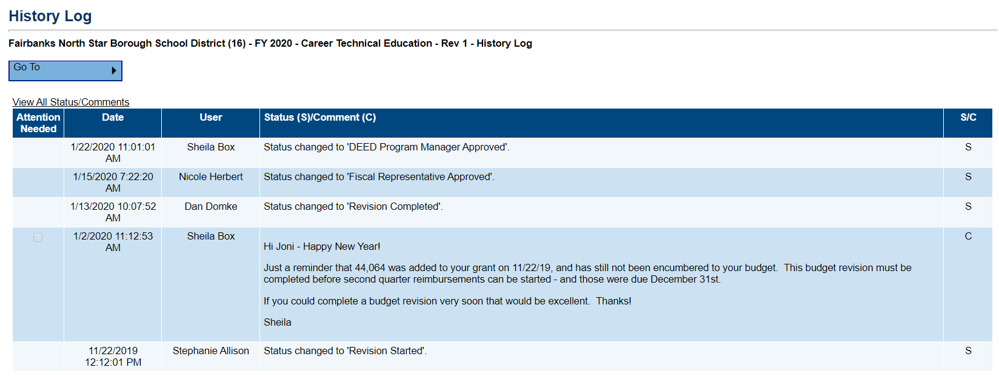 History Log
Fairbanks North Star Borough School District (16) - FY 2020 - Career Technical Education - Rev 1 - History Log
Go To
View All Status/Comments
Attention Needed Date User Status (S)/Comment (C) S/C
1/22/2020 11:01:01 AM Sheila Box Status changed to 'DEED Program Manager Approved'. S
1/15/2020 7:22:20 AM Nicole Herbert Status changed to 'Fiscal Representative Approved'. S
1/13/2020 10:07:52 AM Dan Domke Status changed to 'Revision Completed'. S
1/2/2020 11:12:53 AM Sheila Box C
Hi Joni - Happy New Year!
Just a reminder that 44,064 was added to your grant on 11/22/19, and has still not been encumbered to your budget.  This budget revision must be
completed before second quarter reimbursements can be started - and those were due December 31st.
If you could complete a budget revision very soon that would be excellent.  Thanks!
Sheila
11/22/2019 12:12:01 PM Stephanie Allison Status changed to 'Revision Started'. S